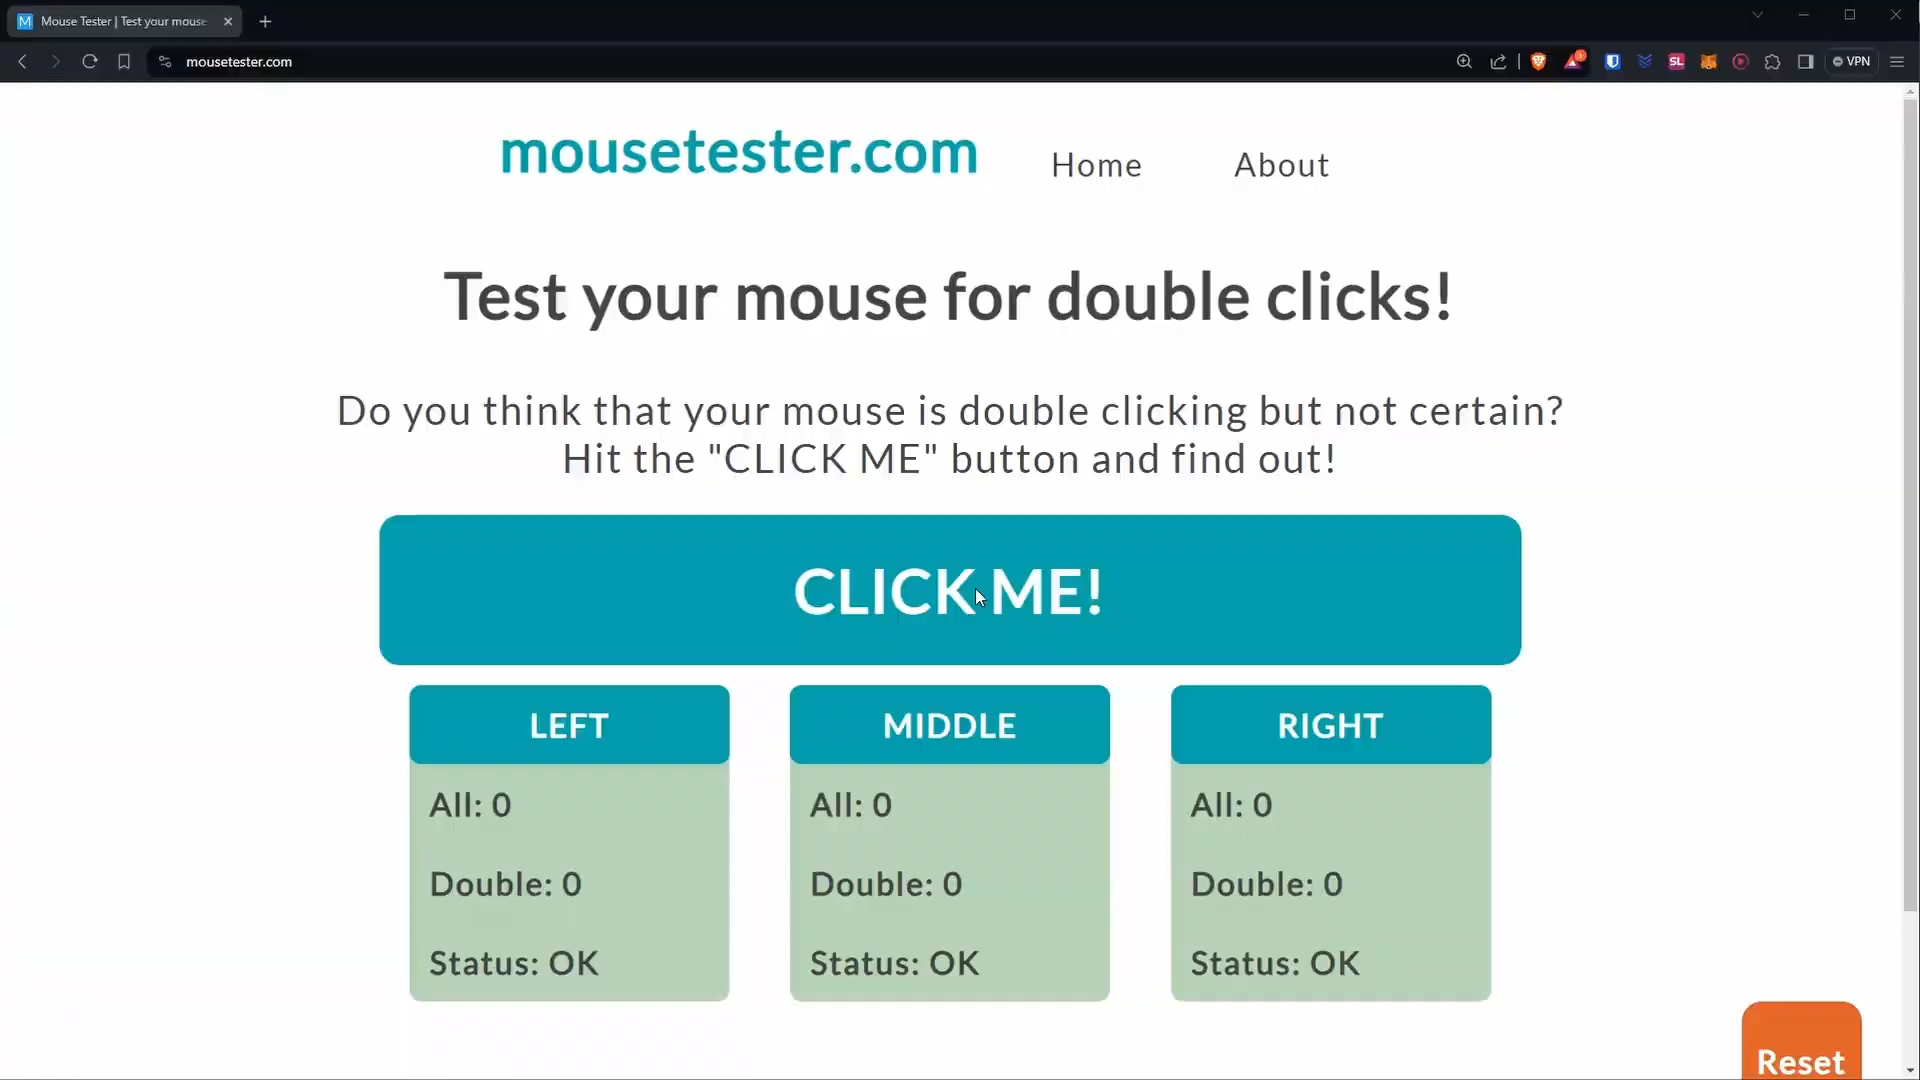 Mouse Tester | Test your mouse
mousetester.com
SL
VPN
mousetester.com
Home
About
Test your mouse for double clicks!
Do you think that your mouse is double clicking but not certain?
Hit the "CLICK ME" button and find out!
CLICK ME!
LEFT
All: 0
Double: 0
Status: OK
MIDDLE
All: 0
Double: 0
Status: OK
RIGHT
All: 0
Double: 0
Status: OK
Reset